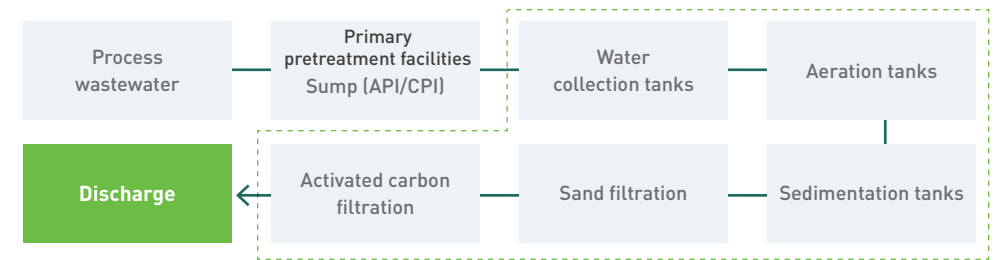 Process
wastewater
Primary
pretreatment facilities
Sump (API/CPI)
Water
collection tanks
Aeration tanks
Discharge
Activated carbon
filtration
Sand filtration
Sedimentation tanks